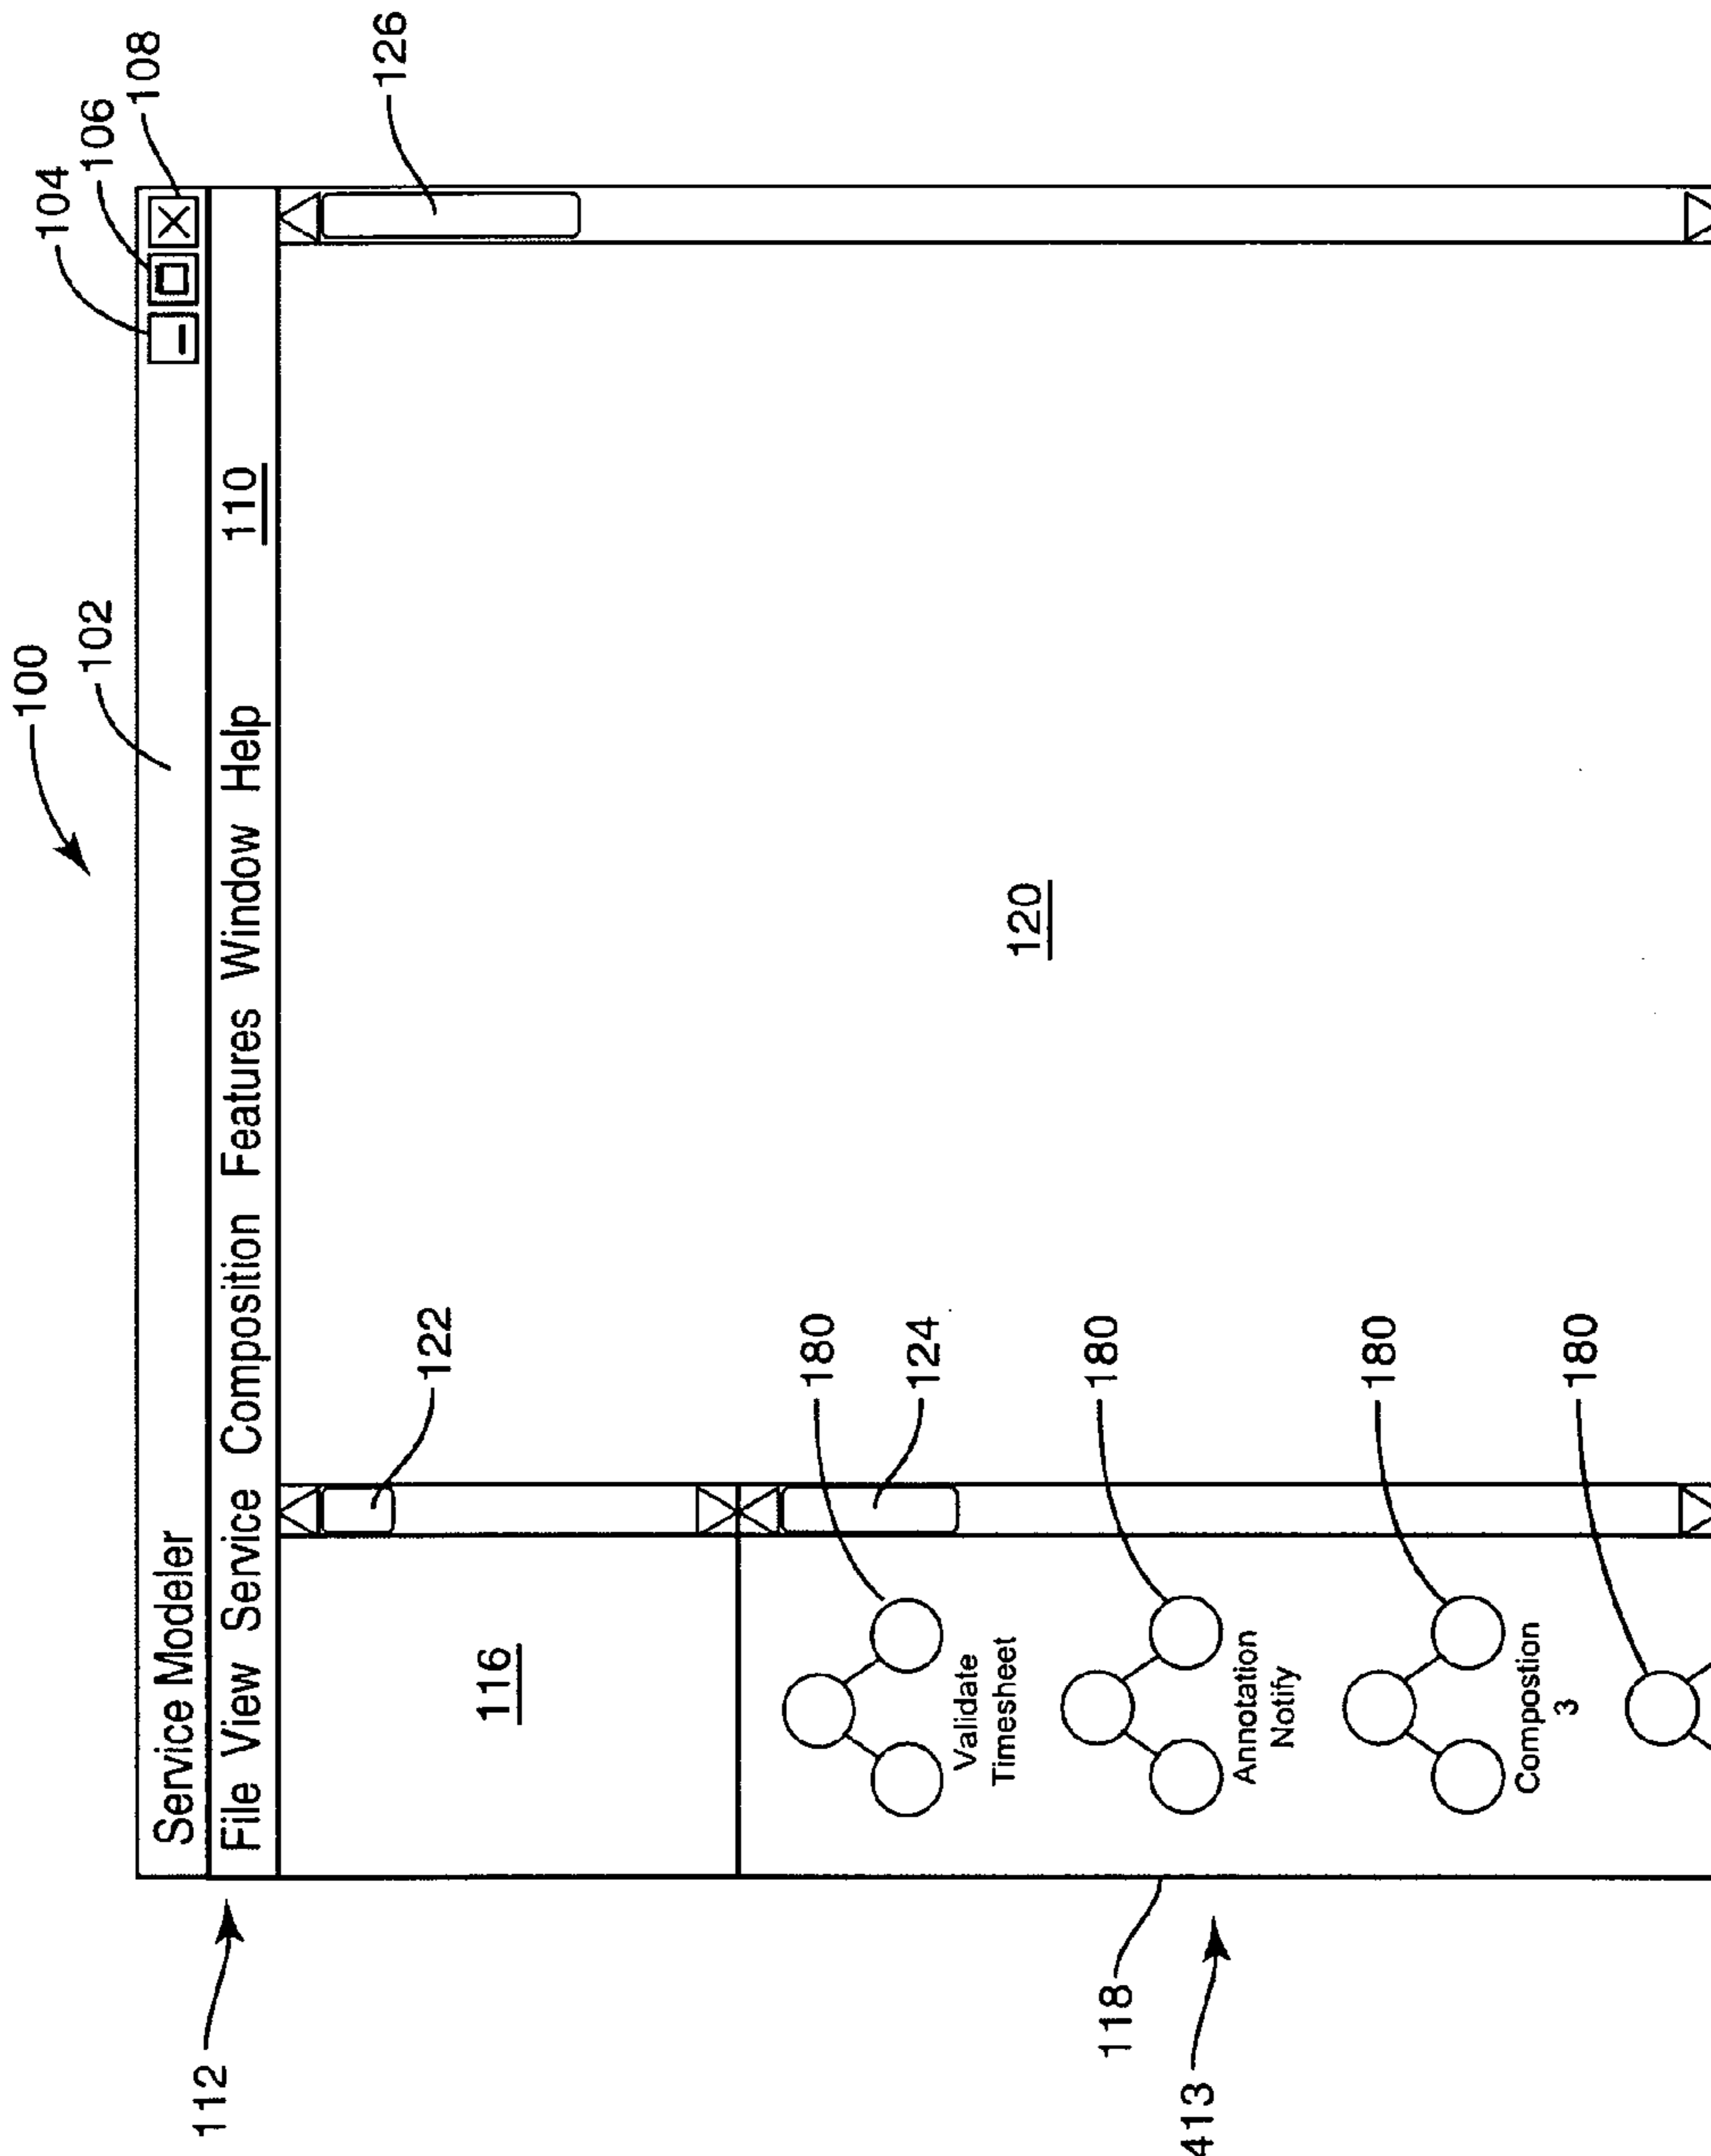 100
102
104
106
108
Service Modeler
112
File View Service Composition Features Window Help 110
126
122
116
120
180
124
Validate
Timesheet
180
118
Annotation
Notify
413
180
Compostion
3
180